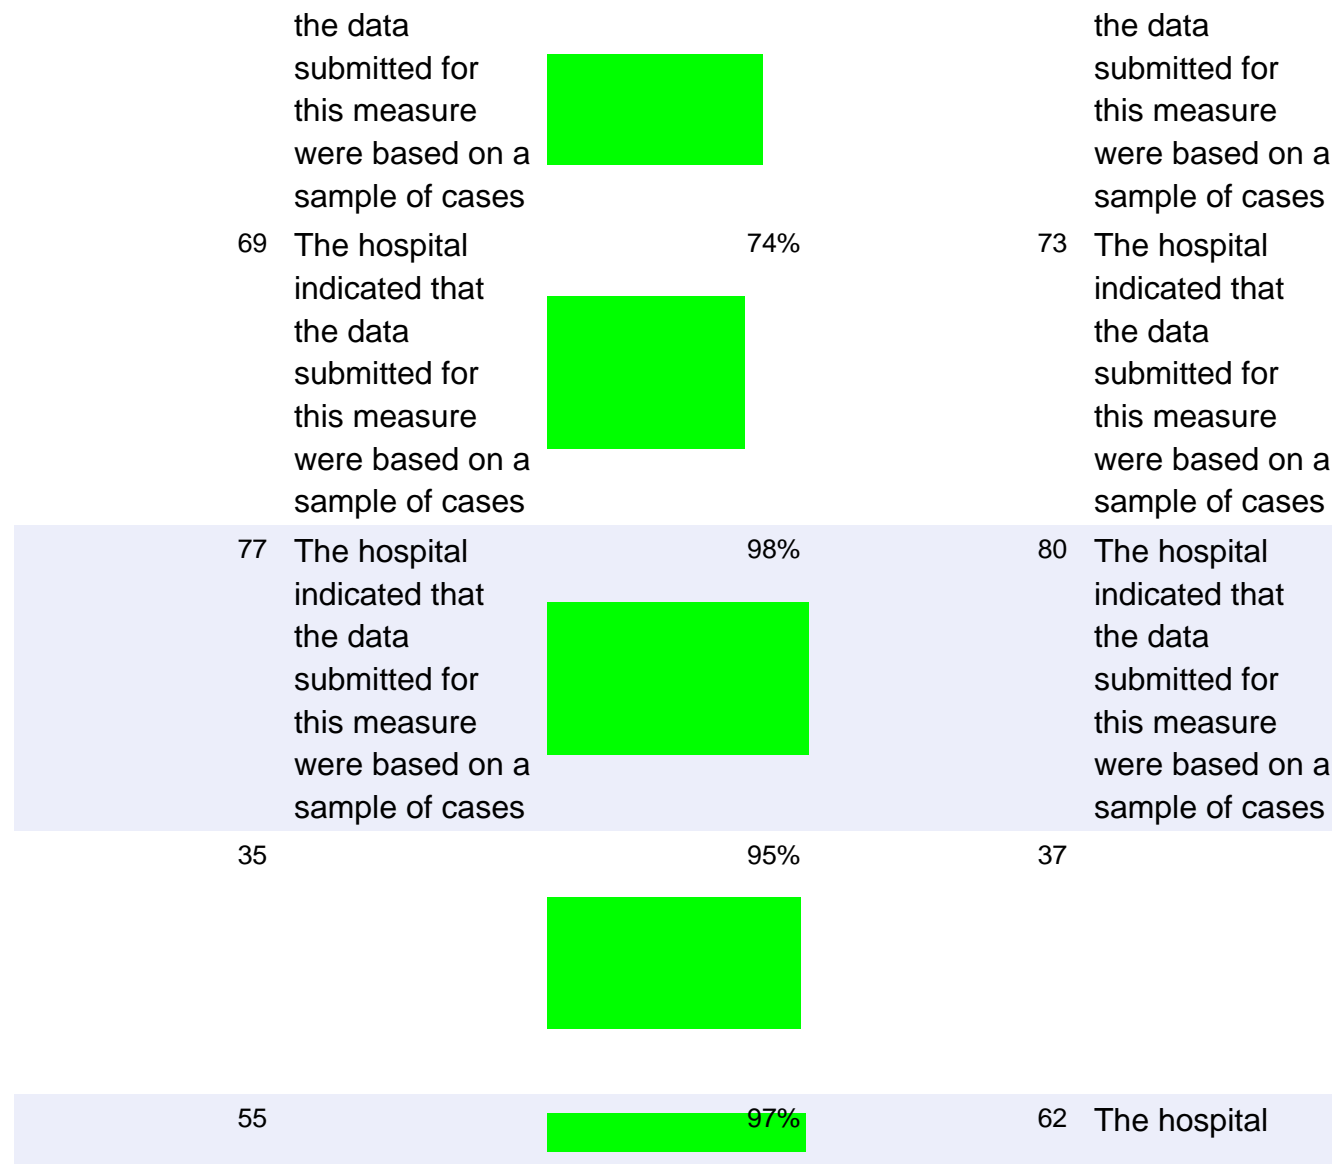 the data the data
submitted for submitted for
this measure this measure
were based on a were based on a
sample of cases sample of cases
69 The hospital 74% 73 The hospital
indicated that indicated that
the data the data
submitted for submitted for
this measure this measure
were based on a were based on a
sample of cases sample of cases
77 The hospital 98% 80 The hospital
indicated that indicated that
the data the data
submitted for submitted for
this measure this measure
were based on a were based on a
sample of cases sample of cases
35 95% 37
55 97% 62 The hospital